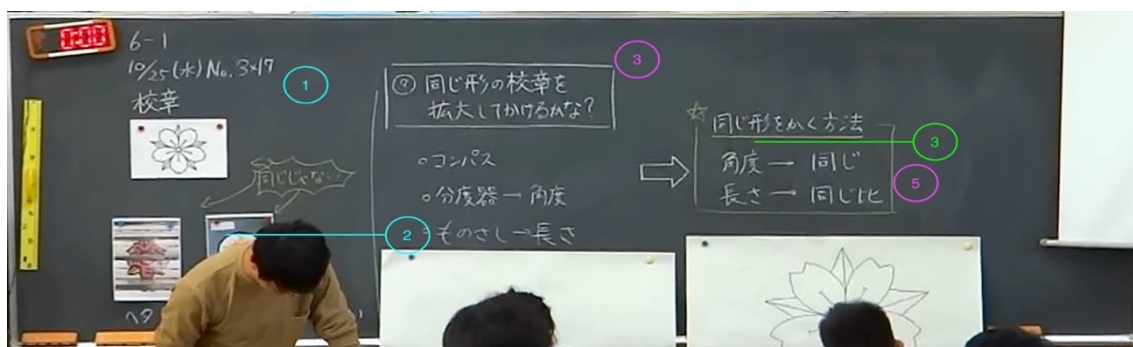 1:00
6-1
10/25(水) No.3
校章
同じじゃない!
1
2
? 同じ形の校章を
拡大してかけるかな?
3
○コンパス
○分度器→角度
○ものさし→長さ
☆
同じ形をかく方法
3
角度→同じ
長さ→同じ比
5